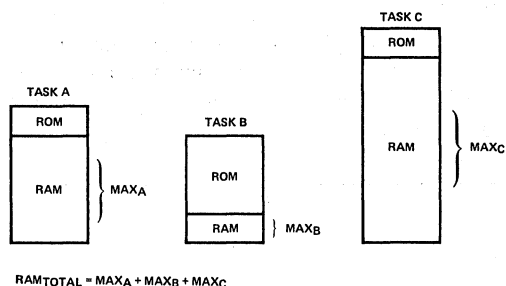 TASK C
ROM
RAM
MAXC
TASK A
ROM
RAM
MAXA
TASK B
ROM
RAM
MAXB
RAMTOTAL = MAXA + MAXB + MAXC